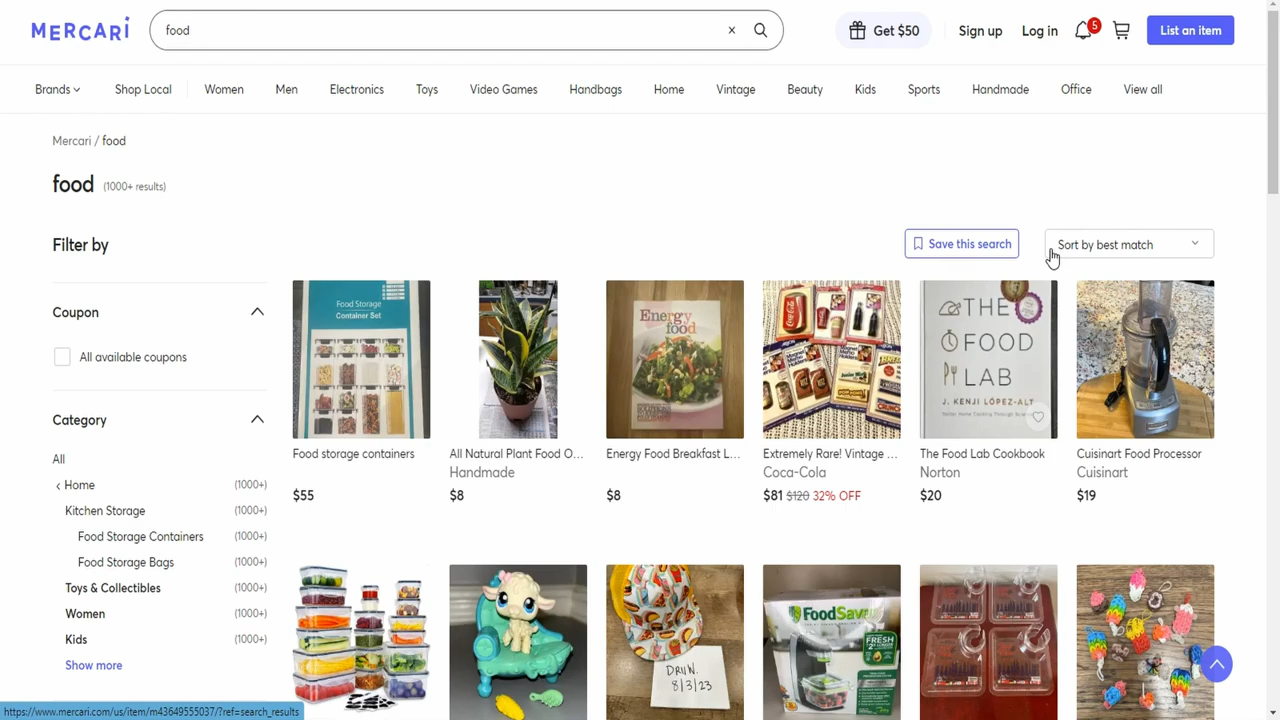 MERCARI
food
Get $50
Sign up
Log in
5
List an item
Brands
Shop Local
Women
Men
Electronics
Toys
Video Games
Handbags
Home
Vintage
Beauty
Kids
Sports
Handmade
Office
View all
Mercari / food
food (1000+ results)
Filter by
Save this search
Sort by best match
Coupon
All available coupons
Category
All
Home (1000+)
Kitchen Storage (1000+)
Food Storage Containers (1000+)
Food Storage Bags (1000+)
Toys & Collectibles (1000+)
Women (1000+)
Kids (1000+)
Show more
Food Storage
Container Set
Food storage containers
$55
All Natural Plant Food O...
Handmade
$8
Energy
food
Energy Food Breakfast L...
$8
Extremely Rare! Vintage ...
Coca-Cola
$81 $120 32% OFF
THE
FOOD
LAB
J. KENJI LÓPEZ-ALT
The Food Lab Cookbook
Norton
$20
Cuisinart Food Processor
Cuisinart
$19
DRIIN.
8/3/23
FoodSave
FRESH
https://www.mercari.com/us/item/m43649555037/?ref=search_results